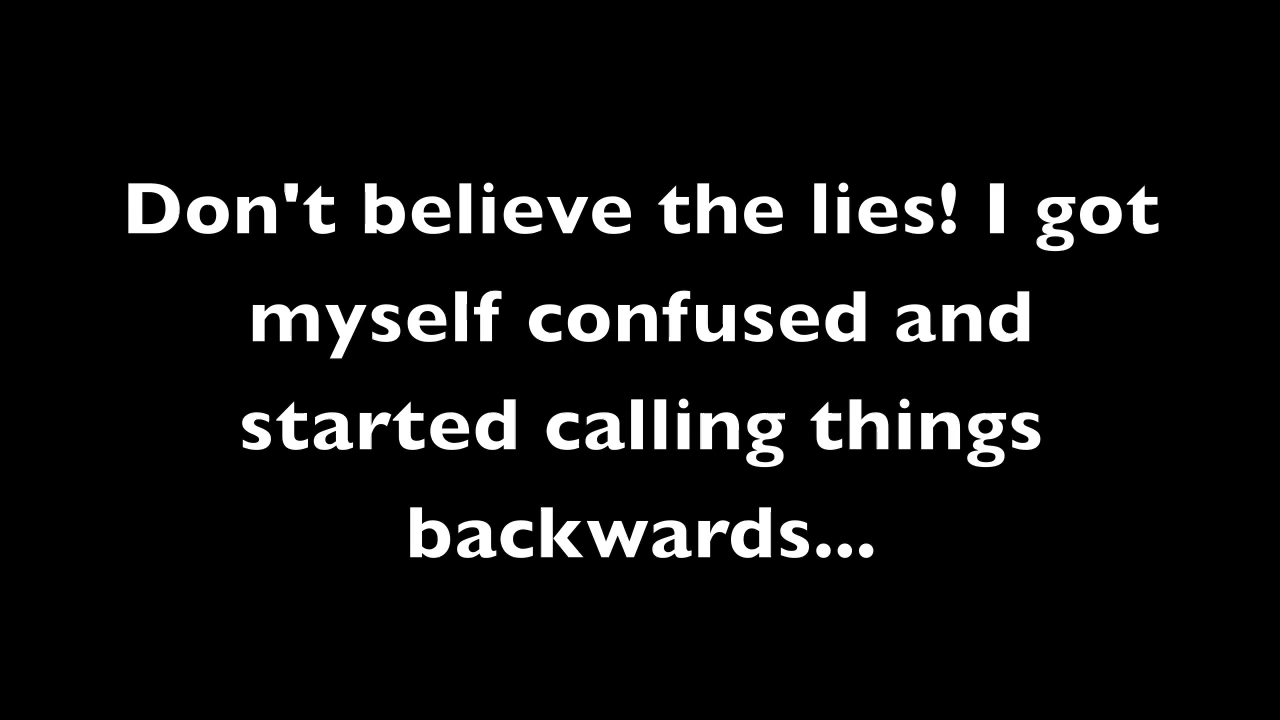 Don't believe the lies! I got
myself confused and
started calling things
backwards...